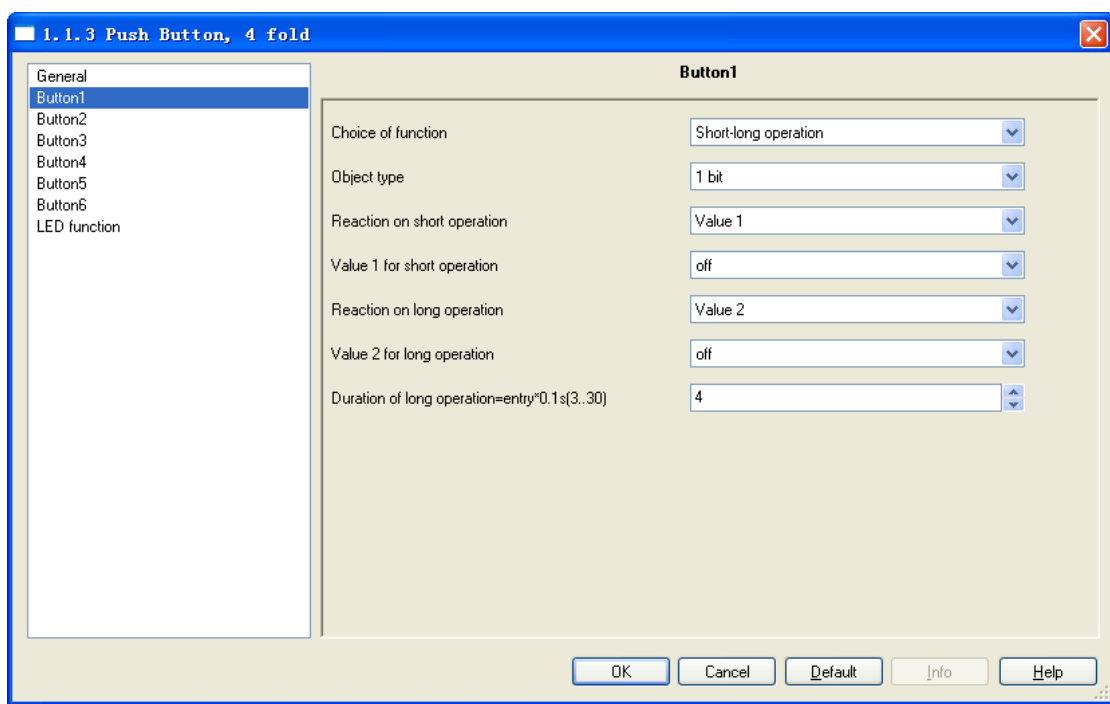 1.1.3 Push Button, 4 fold
General
Button1
Button2
Button3
Button4
Button5
Button6
LED function
Button1
Choice of function Short-long operation
Object type 1 bit
Reaction on short operation Value 1
Value 1 for short operation off
Reaction on long operation Value 2
Value 2 for long operation off
Duration of long operation=entry*0.1s(3..30) 4
OK Cancel Default Info Help